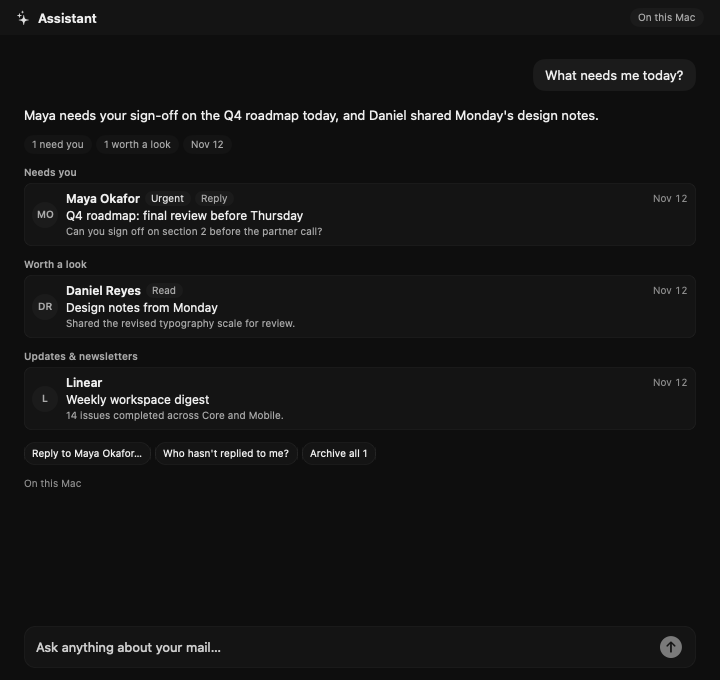 Assistant
On this Mac
What needs me today?
Maya needs your sign-off on the Q4 roadmap today, and Daniel shared Monday's design notes.
1 need you 1 worth a look Nov 12
Needs you
MO
Maya Okafor Urgent Reply Nov 12
Q4 roadmap: final review before Thursday
Can you sign off on section 2 before the partner call?
Worth a look
DR
Daniel Reyes Read Nov 12
Design notes from Monday
Shared the revised typography scale for review.
Updates & newsletters
L
Linear Nov 12
Weekly workspace digest
14 issues completed across Core and Mobile.
Reply to Maya Okafor... Who hasn't replied to me? Archive all 1
On this Mac
Ask anything about your mail...